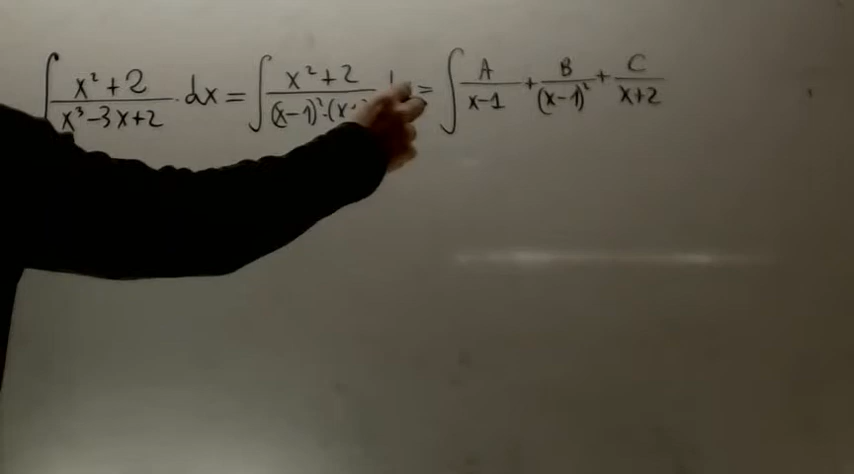 ∫ x²+2 / x³-3x+2 · dx = ∫ x²+2 / (x-1)²·(x = ∫ A / x-1 + B / (x-1)² + C / x+2